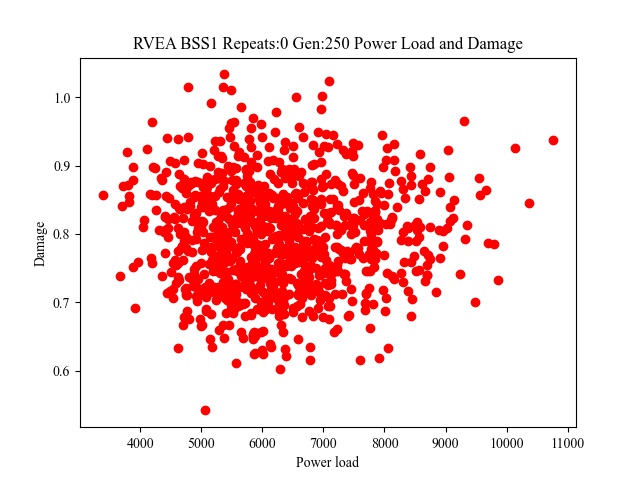 RVEA BSS1 Repeats:0 Gen:250 Power Load and Damage
1.0
0.9
0.8
0.7
0.6
Damage
4000 5000 6000 7000 8000 9000 10000 11000
Power load